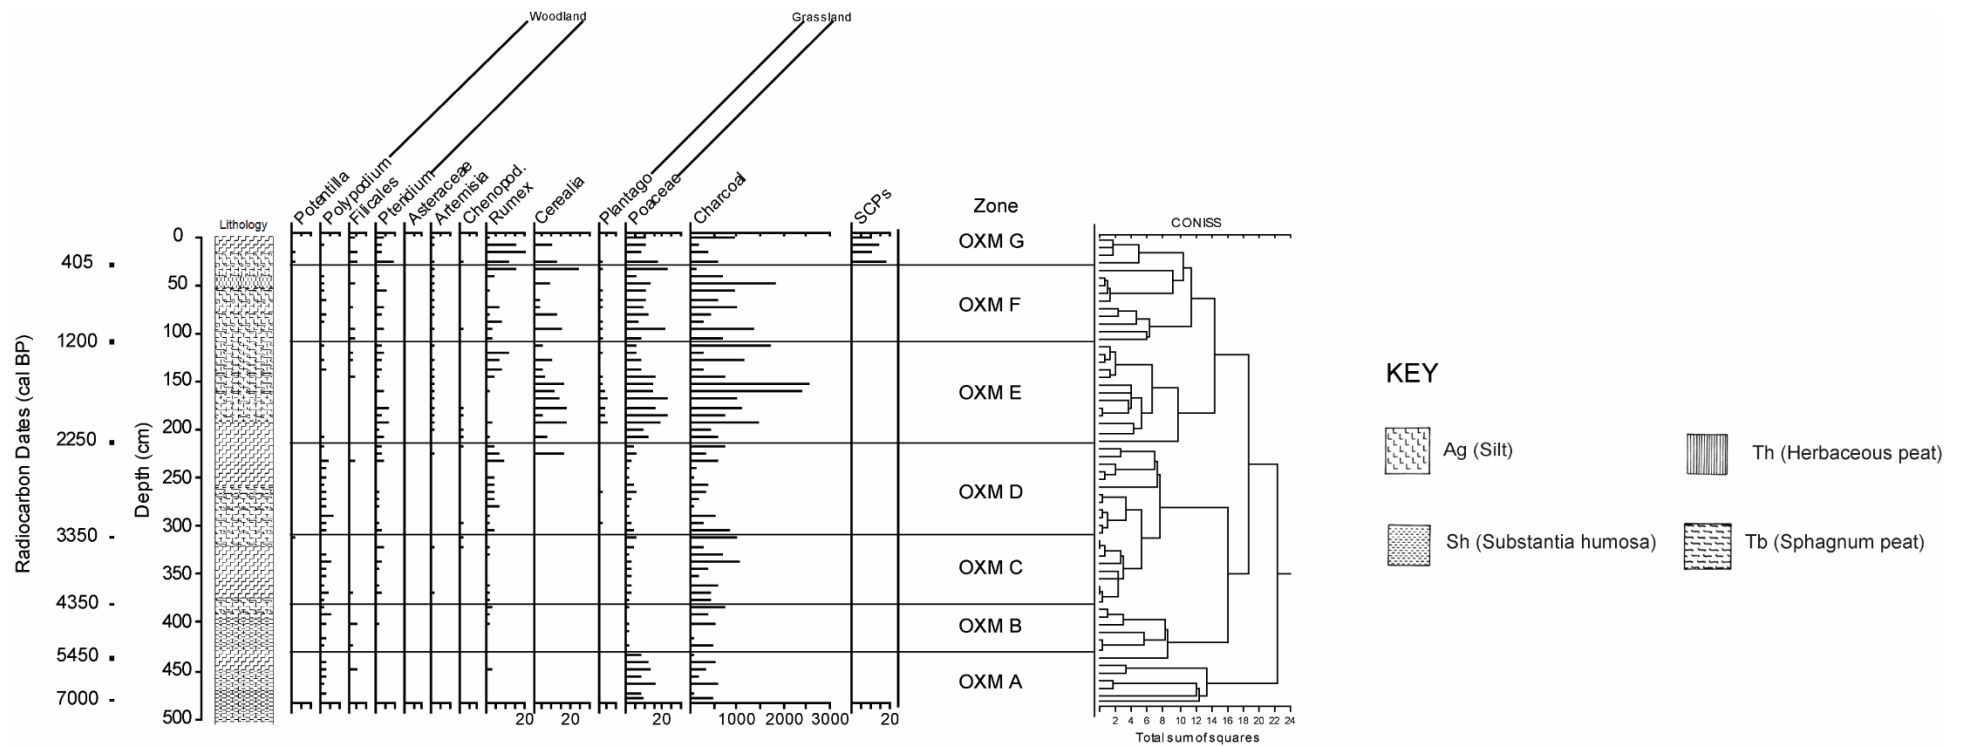 Woodland
Grassland
Potentilla
Polypodium
Filicales
Pteridium
Asteraceae
Artemisia
Chenopod.
Rumex
Cerealia
Plantago
Poaceae
Charcoal
SCPs
Zone
Lithology
CONISS
Radiocarbon Dates (cal BP)
405
1200
2250
3350
4350
5450
7000
Depth (cm)
0
50
100
150
200
250
300
350
400
450
500
OXM G
OXM F
OXM E
OXM D
OXM C
OXM B
OXM A
20
20
20
1000 2000 3000
20
2 4 6 8 10 12 14 16 18 20 22 24
Total sum of squares
KEY
Ag (Silt)
Th (Herbaceous peat)
Sh (Substantia humosa)
Tb (Sphagnum peat)